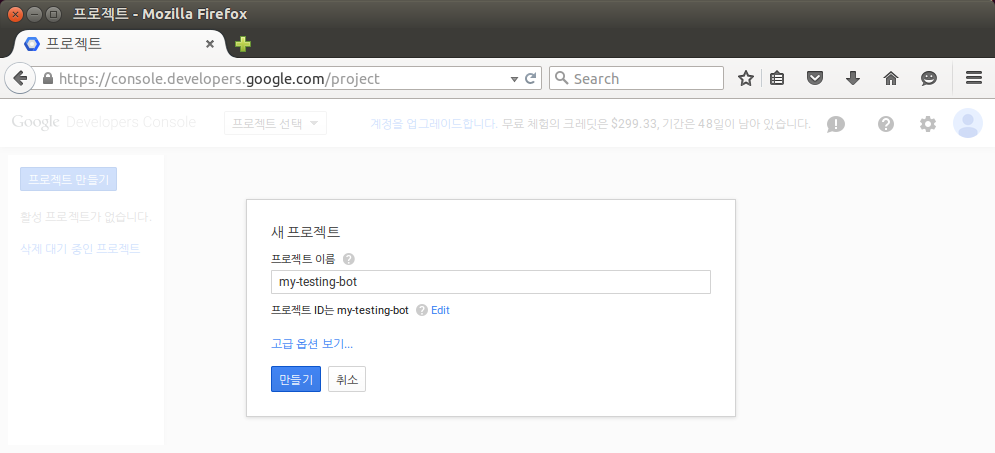 프로젝트 - Mozilla Firefox
프로젝트
https://console.developers.google.com/project
Search
Google Developers Console
프로젝트 선택
계정을 업그레이드합니다. 무료 체험의 크레딧은 $299.33, 기간은 48일이 남아 있습니다.
프로젝트 만들기
활성 프로젝트가 없습니다.
삭제 대기 중인 프로젝트
새 프로젝트
프로젝트 이름 ?
my-testing-bot
프로젝트 ID는 my-testing-bot ? Edit
고급 옵션 보기...
만들기 취소